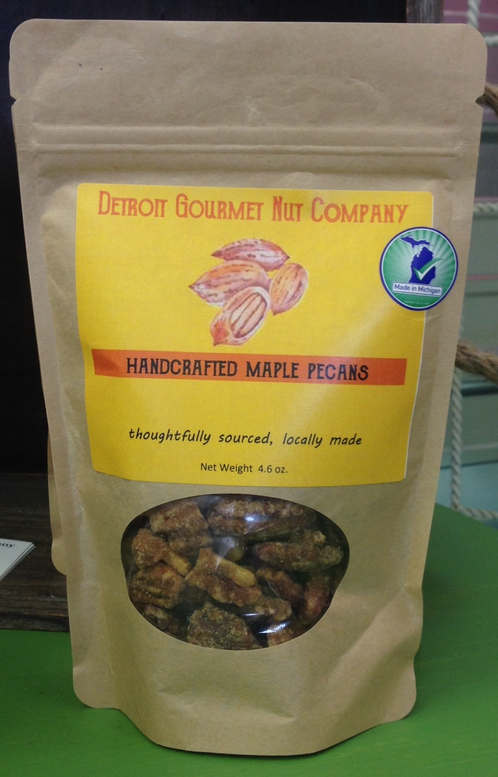 DETROIT GOURMET NUT COMPANY
Made in Michigan
HANDCRAFTED MAPLE PECANS
thoughtfully sourced, locally made
Net Weight 4.6 oz.